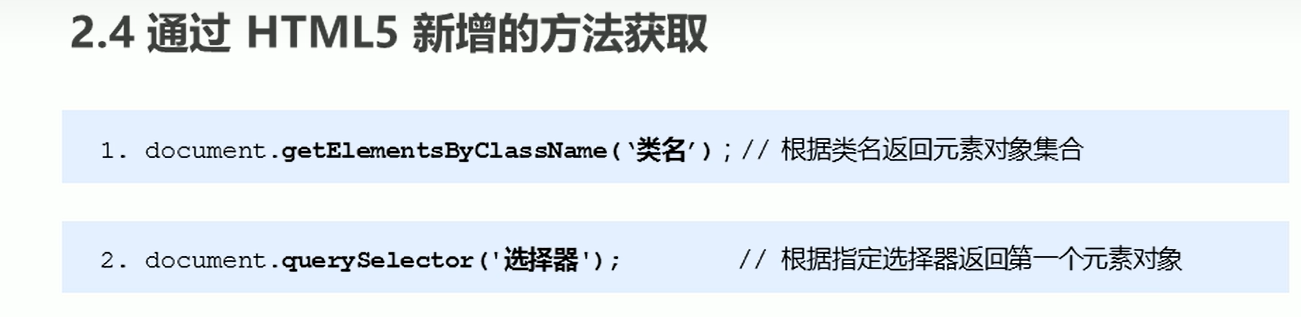 2.4 通过 HTML5 新增的方法获取
1. document.getElementsByClassName(‘类名’);// 根据类名返回元素对象集合
2. document.querySelector('选择器'); // 根据指定选择器返回第一个元素对象